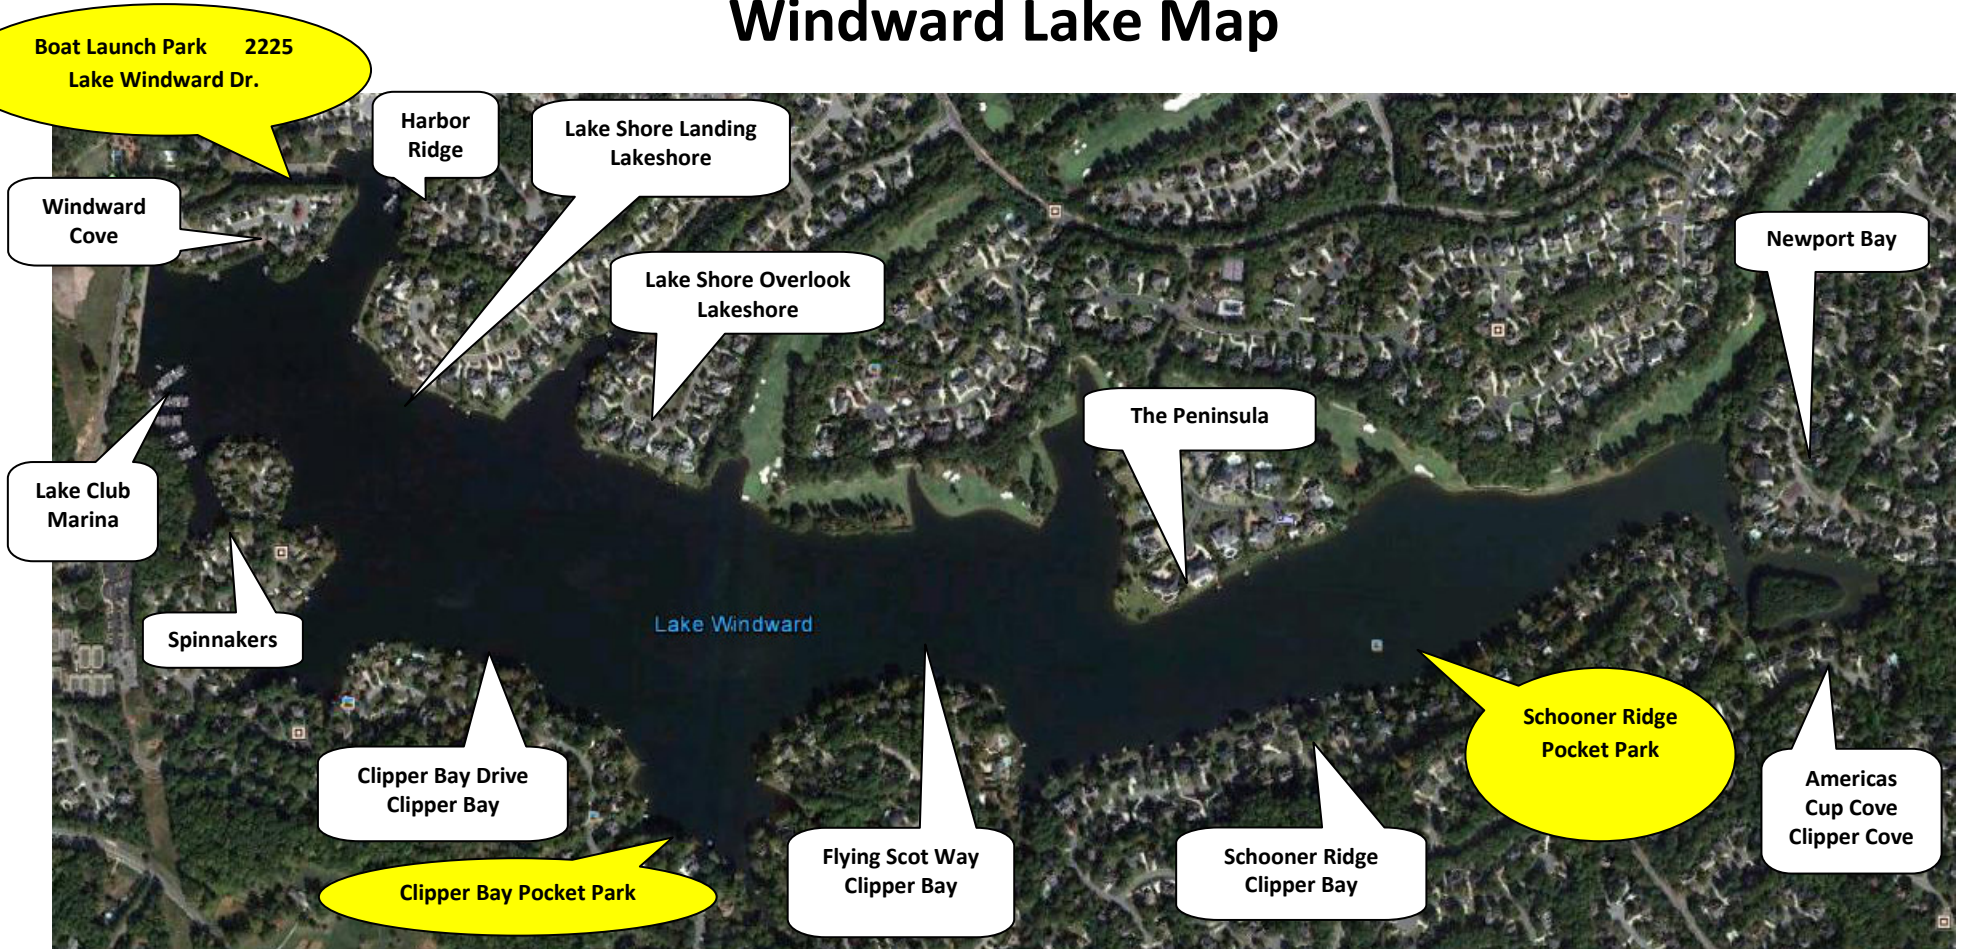 Windward Lake Map
Boat Launch Park 2225
Lake Windward Dr.
Harbor
Ridge
Lake Shore Landing
Lakeshore
Windward
Cove
Newport Bay
Lake Shore Overlook
Lakeshore
The Peninsula
Lake Club
Marina
Spinnakers
Lake Windward
Schooner Ridge
Pocket Park
Clipper Bay Drive
Clipper Bay
Americas
Cup Cove
Clipper Cove
Flying Scot Way
Clipper Bay
Schooner Ridge
Clipper Bay
Clipper Bay Pocket Park